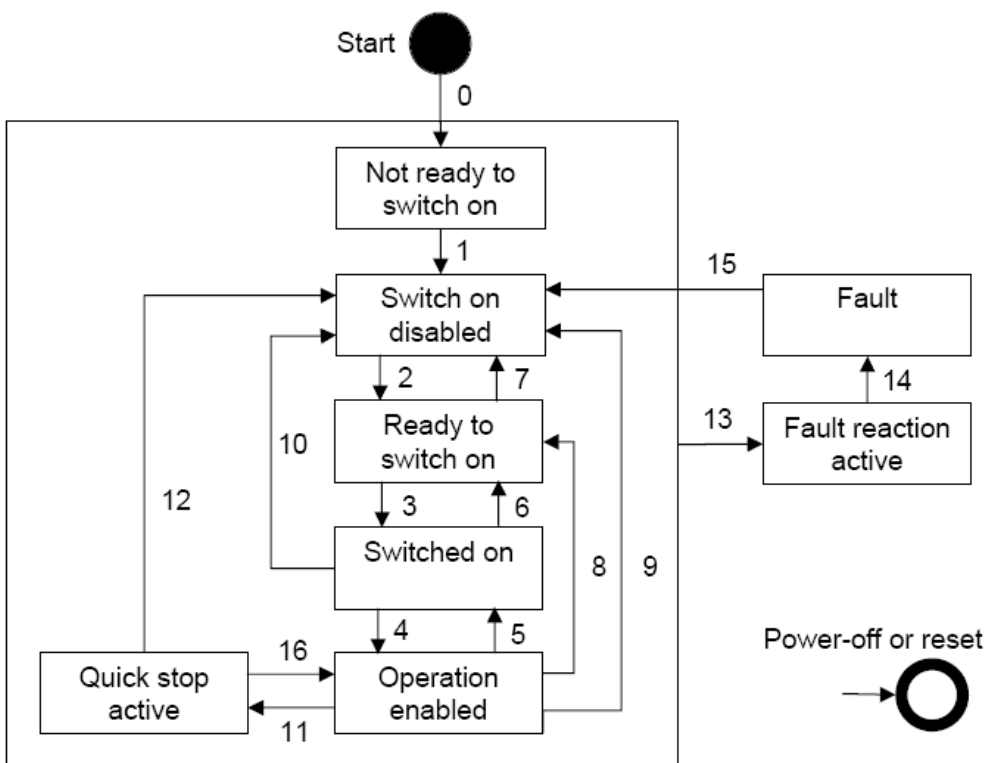 Start
0
Not ready to
switch on
1
15
Switch on
disabled
Fault
2
7
14
13
Ready to
switch on
Fault reaction
active
10
12
3
6
Switched on
8
9
4
5
Power-off or reset
16
Quick stop
active
Operation
enabled
11